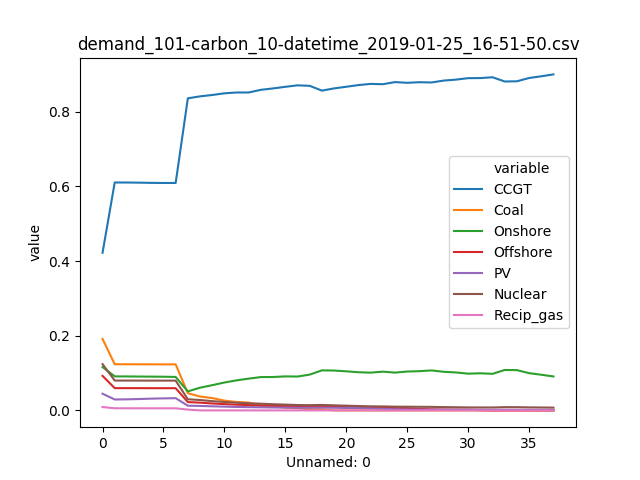 demand_101-carbon_10-datetime_2019-01-25_16-51-50.csv
0.8
0.6
0.4
0.2
0.0
value
variable
CCGT
Coal
Onshore
Offshore
PV
Nuclear
Recip_gas
0 5 10 15 20 25 30 35
Unnamed: 0